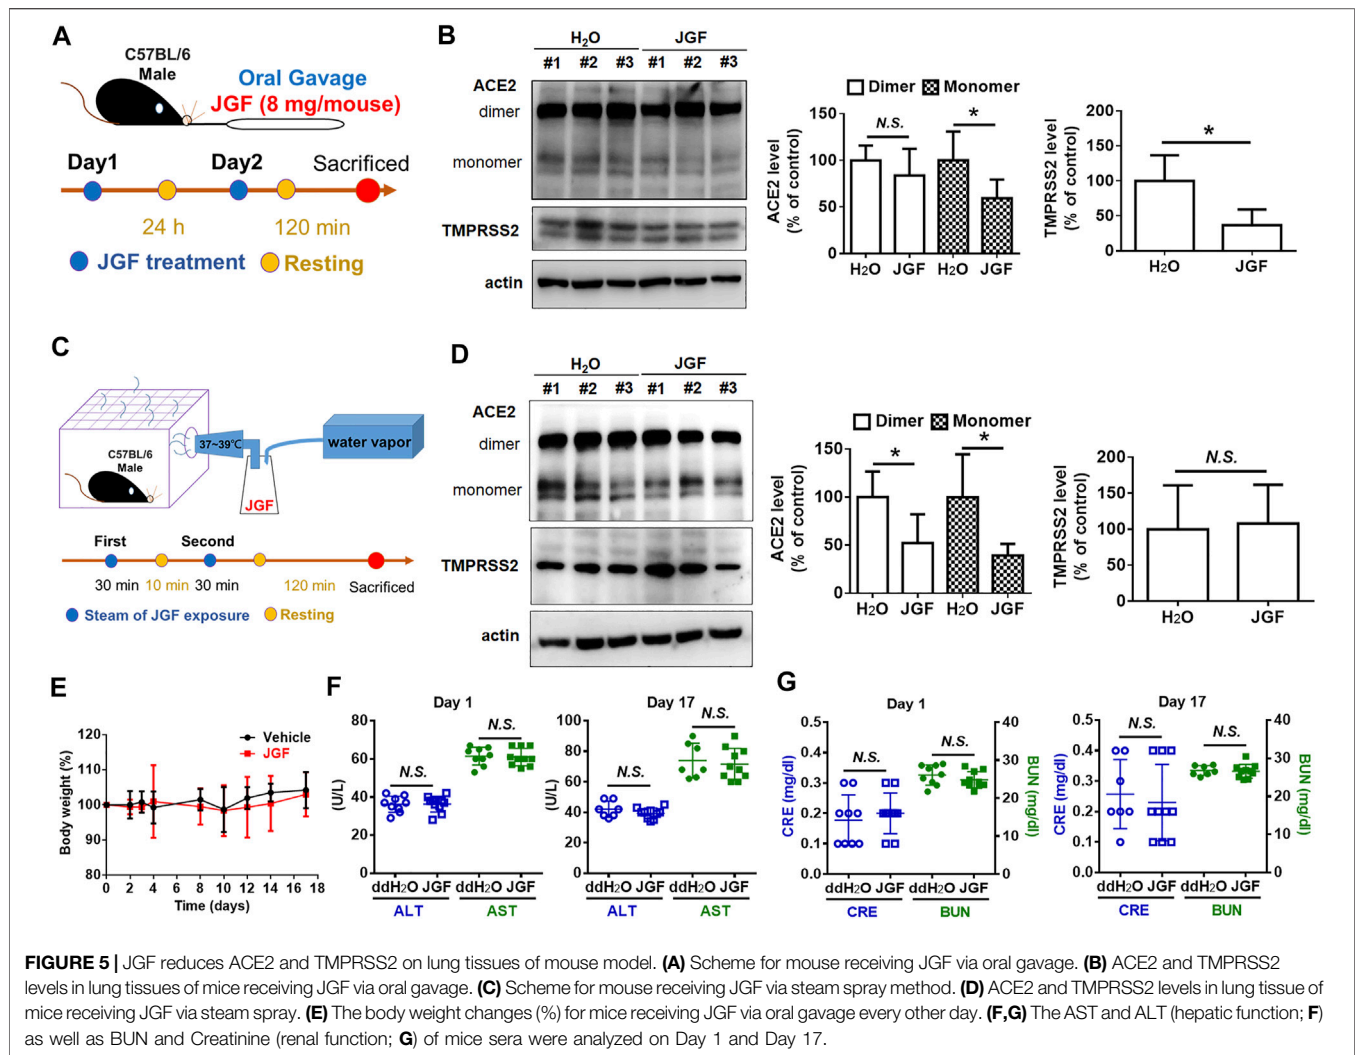 A
C57BL/6
Male
Oral Gavage
JGF (8 mg/mouse)
Day1
Day2
Sacrificed
24 h
120 min
JGF treatment
Resting
B
H2O
JGF
#1 #2 #3 #1 #2 #3
ACE2
dimer
monomer
TMPRSS2
actin
Dimer
Monomer
ACE2 level
(% of control)
150
100
50
0
N.S.
*
H2O JGF H2O JGF
TMPRSS2 level
(% of control)
200
150
100
50
0
*
H2O JGF
C
C57BL/6
Male
37~39℃
water vapor
JGF
First
Second
30 min 10 min 30 min 120 min Sacrificed
Steam of JGF exposure
Resting
D
H2O
JGF
#1 #2 #3 #1 #2 #3
ACE2
dimer
monomer
TMPRSS2
actin
Dimer
Monomer
ACE2 level
(% of control)
150
100
50
0
*
*
H2O JGF H2O JGF
TMPRSS2 level
(% of control)
200
150
100
50
0
N.S.
H2O JGF
E
Body weight (%)
120
110
100
90
80
Vehicle
JGF
0 2 4 6 8 10 12 14 16 18
Time (days)
F
Day 1
(U/L)
80
60
40
20
0
N.S.
N.S.
ddH2O JGF ddH2O JGF
ALT AST
Day 17
(U/L)
100
80
60
40
20
0
N.S.
N.S.
ddH2O JGF ddH2O JGF
ALT AST
G
Day 1
CRE (mg/dl)
0.5
0.4
0.3
0.2
0.1
0.0
N.S.
N.S.
40
30
20
10
0
BUN (mg/dl)
ddH2O JGF ddH2O JGF
CRE BUN
Day 17
CRE (mg/dl)
0.5
0.4
0.3
0.2
0.1
0.0
N.S.
N.S.
40
30
20
10
0
BUN (mg/dl)
ddH2O JGF ddH2O JGF
CRE BUN
FIGURE 5 | JGF reduces ACE2 and TMPRSS2 on lung tissues of mouse model. (A) Scheme for mouse receiving JGF via oral gavage. (B) ACE2 and TMPRSS2
levels in lung tissues of mice receiving JGF via oral gavage. (C) Scheme for mouse receiving JGF via steam spray method. (D) ACE2 and TMPRSS2 levels in lung tissue of
mice receiving JGF via steam spray. (E) The body weight changes (%) for mice receiving JGF via oral gavage every other day. (F,G) The AST and ALT (hepatic function; F)
as well as BUN and Creatinine (renal function; G) of mice sera were analyzed on Day 1 and Day 17.